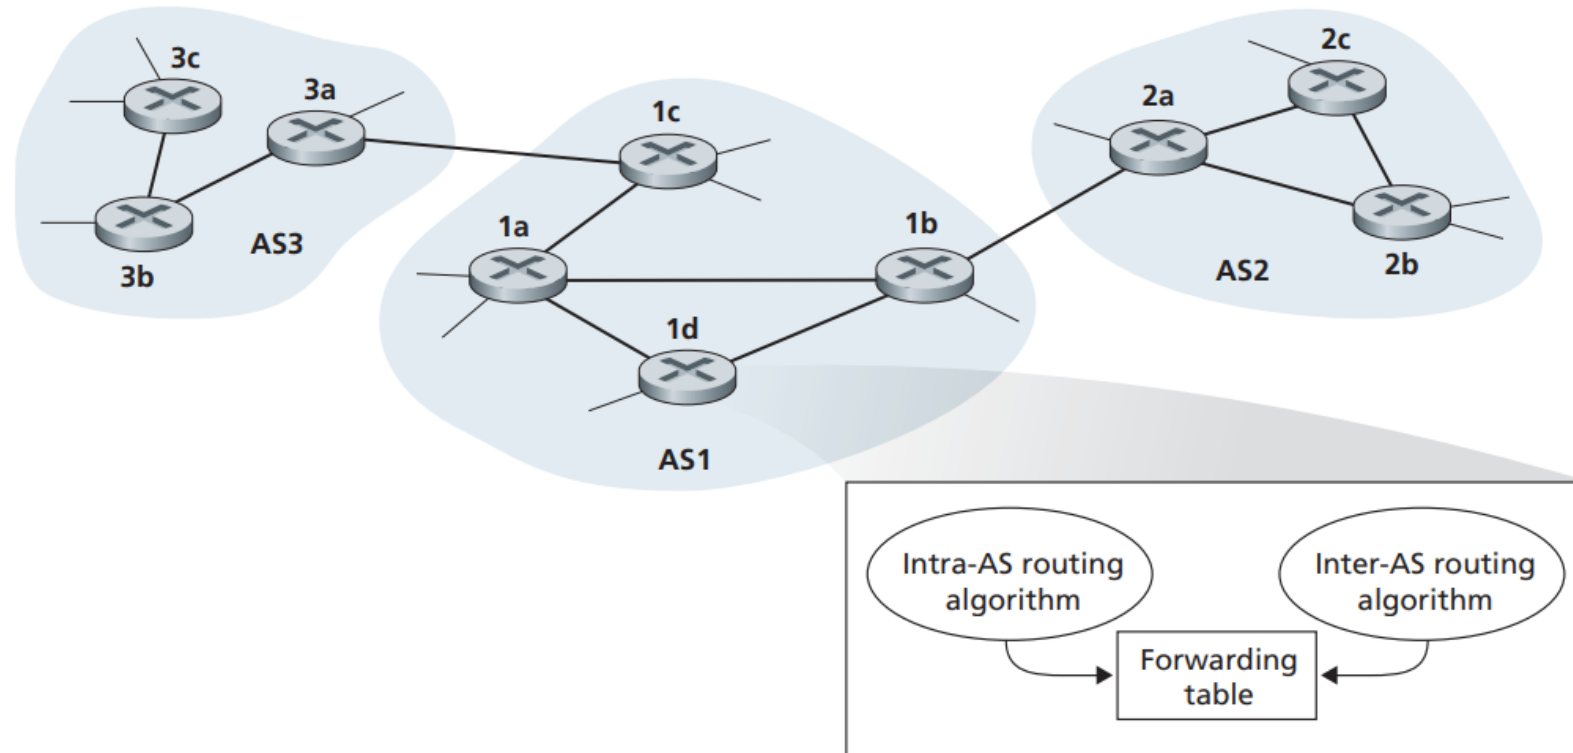 3c
3a
3b
AS3
1c
1a
1b
1d
AS1
2c
2a
2b
AS2
Intra-AS routing
algorithm
Inter-AS routing
algorithm
Forwarding
table